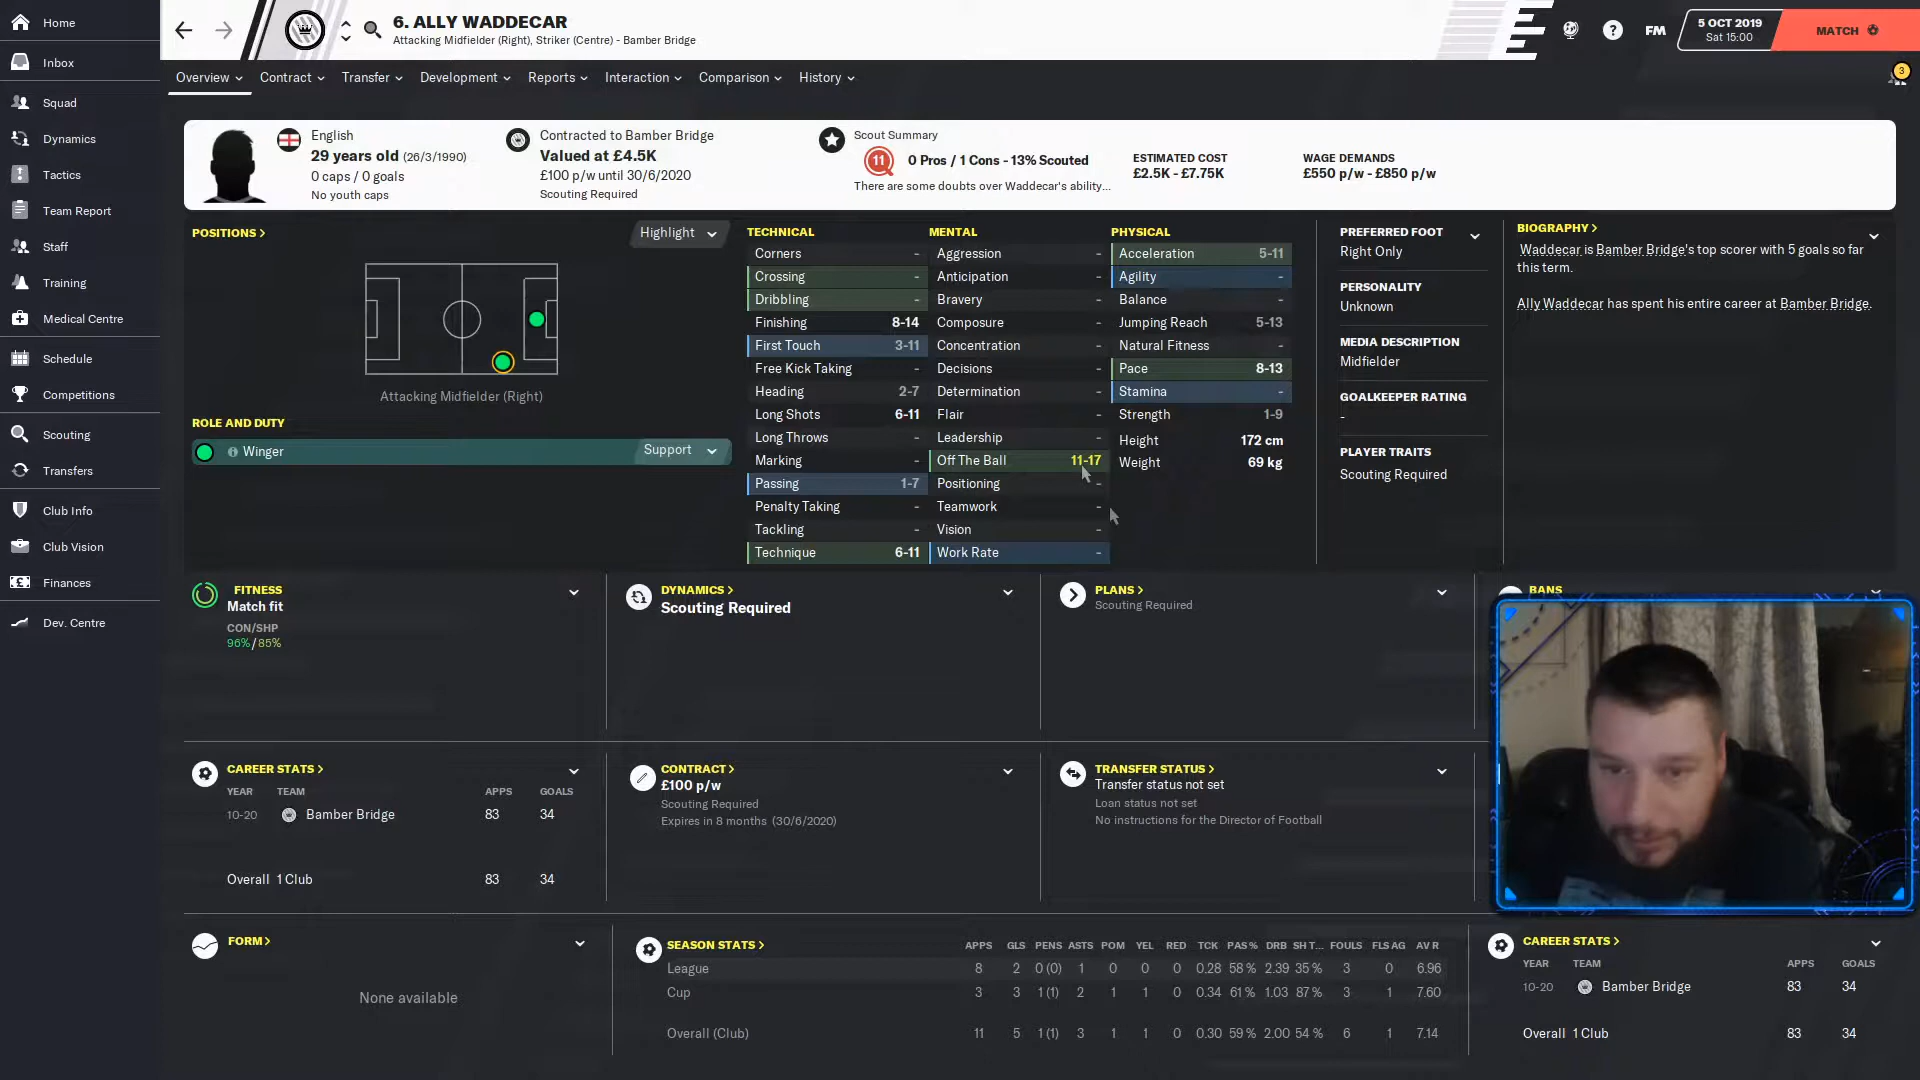 Home
Inbox
Squad
Dynamics
Tactics
Team Report
Staff
Training
Medical Centre
Schedule
Competitions
Scouting
Transfers
Club Info
Club Vision
Finances
Dev. Centre
6. ALLY WADDECAR
Attacking Midfielder (Right), Striker (Centre) - Bamber Bridge
FM
5 OCT 2019
Sat 15:00
MATCH
3
Overview Contract Transfer Development Reports Interaction Comparison History
English
29 years old (26/3/1990)
0 caps / 0 goals
No youth caps
Contracted to Bamber Bridge
Valued at £4.5K
£100 p/w until 30/6/2020
Scouting Required
Scout Summary
11 0 Pros / 1 Cons - 13% Scouted
There are some doubts over Waddecar's ability...
ESTIMATED COST
£2.5K - £7.75K
WAGE DEMANDS
£550 p/w - £850 p/w
POSITIONS >
Highlight
Attacking Midfielder (Right)
ROLE AND DUTY
Winger Support
TECHNICAL
Corners -
Crossing -
Dribbling -
Finishing 8-14
First Touch 3-11
Free Kick Taking -
Heading 2-7
Long Shots 6-11
Long Throws -
Marking -
Passing 1-7
Penalty Taking -
Tackling -
Technique 6-11
MENTAL
Aggression -
Anticipation -
Bravery -
Composure -
Concentration -
Decisions -
Determination -
Flair -
Leadership -
Off The Ball 11-17
Positioning -
Teamwork -
Vision -
Work Rate -
PHYSICAL
Acceleration 5-11
Agility -
Balance -
Jumping Reach 5-13
Natural Fitness -
Pace 8-13
Stamina -
Strength 1-9
Height 172 cm
Weight 69 kg
PREFERRED FOOT
Right Only
PERSONALITY
Unknown
MEDIA DESCRIPTION
Midfielder
GOALKEEPER RATING
-
PLAYER TRAITS
Scouting Required
BIOGRAPHY >
Waddecar is Bamber Bridge's top scorer with 5 goals so far
this term.
Ally Waddecar has spent his entire career at Bamber Bridge.
FITNESS
Match fit
CON/SHP
96% / 85%
DYNAMICS >
Scouting Required
PLANS >
Scouting Required
BANS
CAREER STATS >
YEAR TEAM APPS GOALS
10-20 Bamber Bridge 83 34
Overall 1 Club 83 34
CONTRACT >
£100 p/w
Scouting Required
Expires in 8 months (30/6/2020)
TRANSFER STATUS >
Transfer status not set
Loan status not set
No instructions for the Director of Football
FORM >
None available
SEASON STATS > APPS GLS PENS ASTS POM YEL RED TCK PAS % DRB SH T... FOULS FLS AG AV R
League 8 2 0 (0) 1 0 0 0 0.28 58 % 2.39 35 % 3 0 6.96
Cup 3 3 1 (1) 2 1 1 0 0.34 61 % 1.03 87 % 3 1 7.60
Overall (Club) 11 5 1 (1) 3 1 1 0 0.30 59 % 2.00 54 % 6 1 7.14
CAREER STATS >
YEAR TEAM APPS GOALS
10-20 Bamber Bridge 83 34
Overall 1 Club 83 34